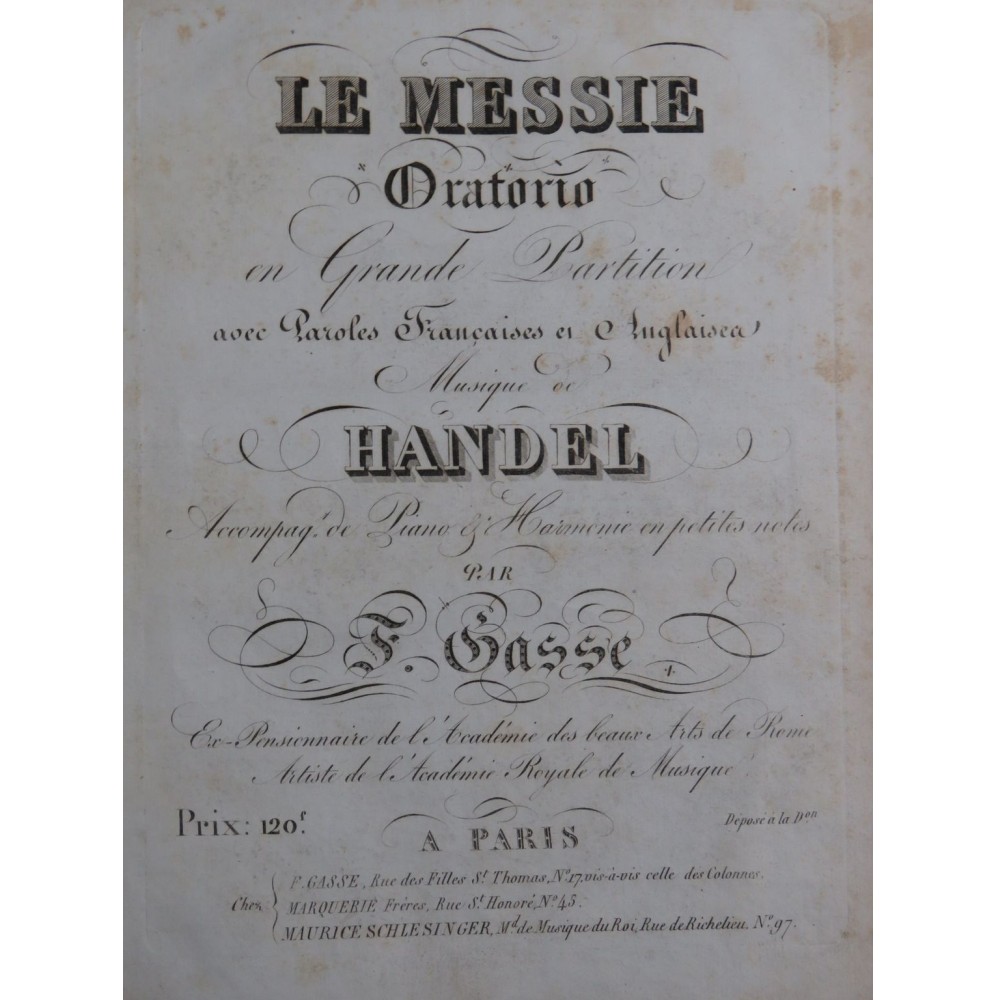 LE MESSIE
Oratorio
en Grande Partition
avec Paroles Françaises et Anglaises
Musique de
HANDEL
Accompag.t de Piano & Harmonie en petites notes
PAR
F. Gasse
Ex-Pensionnaire de l'Académie des beaux Arts de Rome
Artiste de l'Académie Royale de Musique
Prix: 120f.
Déposé à la Don
A PARIS
Chez
F. GASSE, Rue des Filles St. Thomas, No. 17, vis-à-vis celle des Colonnes.
MARQUERIE Frères, Rue St. Honoré, No. 45.
MAURICE SCHLESINGER, Md. de Musique du Roi, Rue de Richelieu, No. 97.